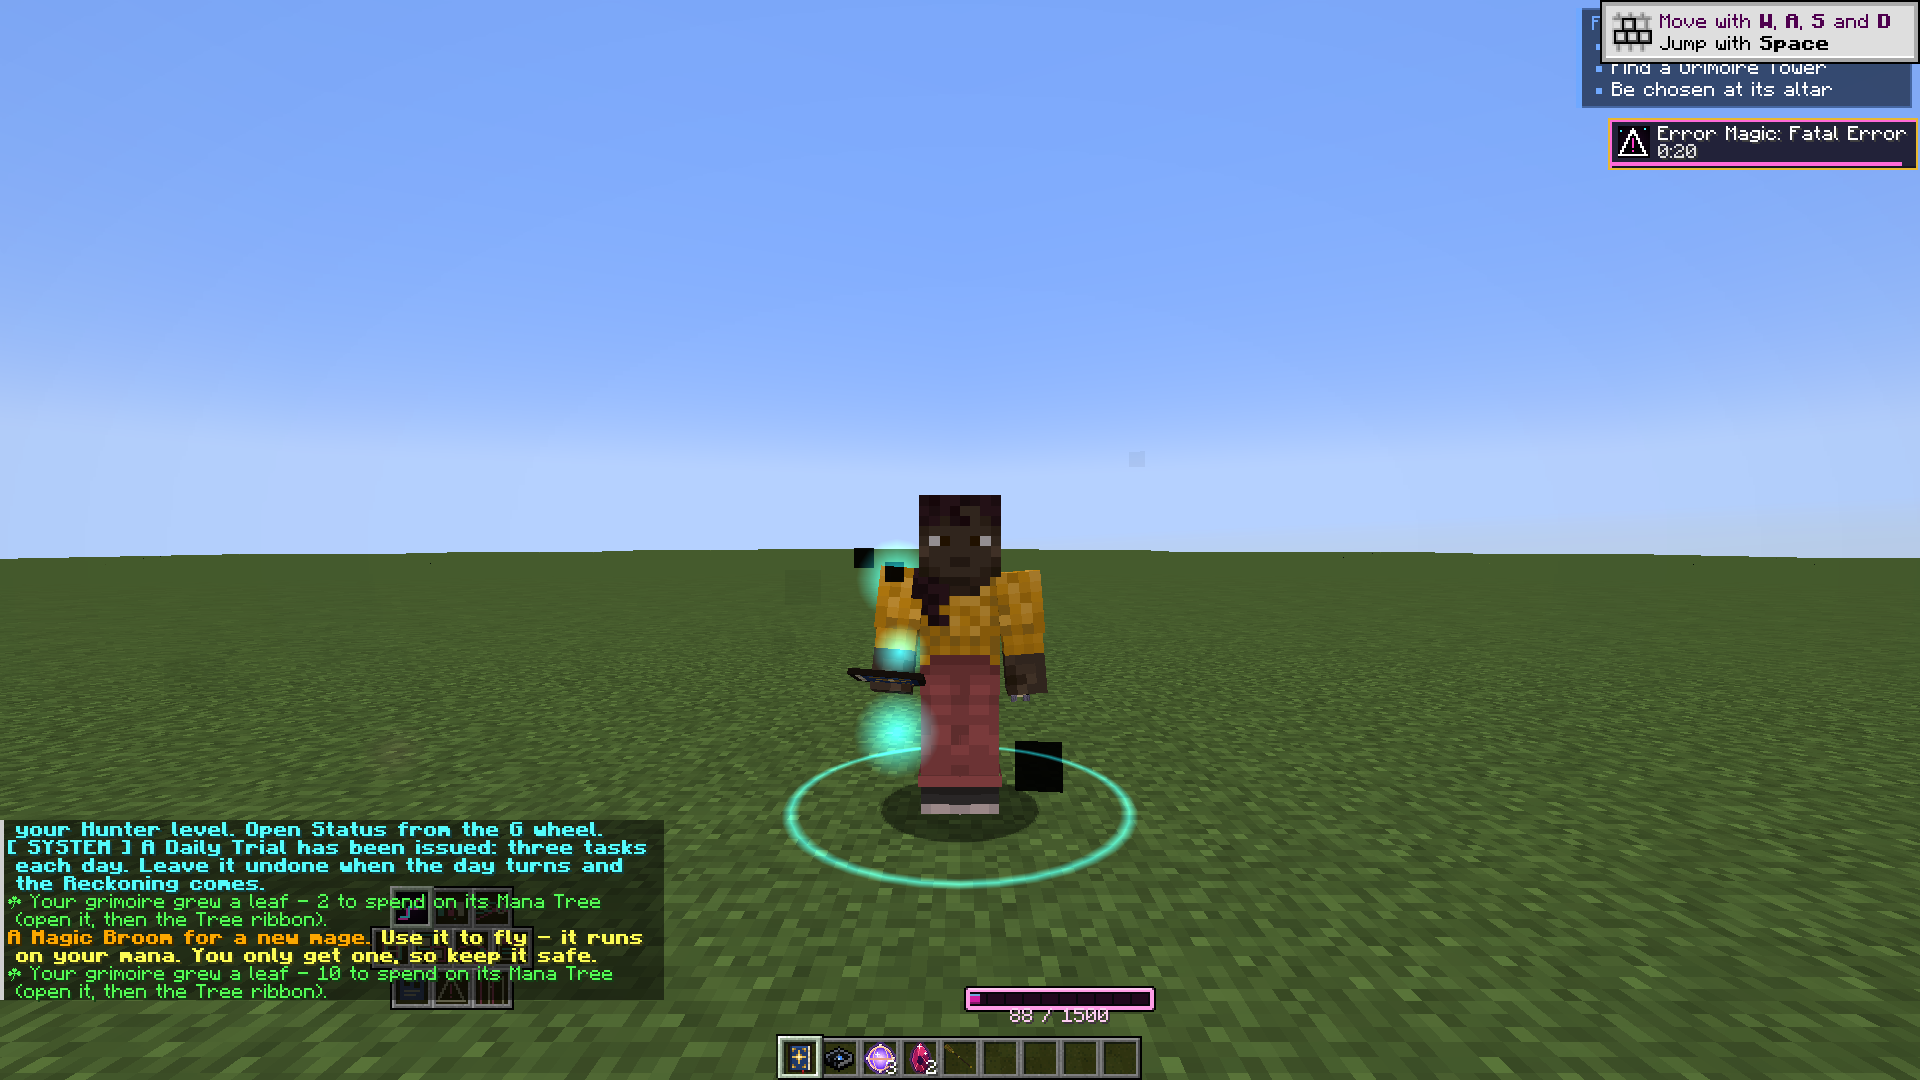 Move with W, A, S and D
Jump with Space
Find a Grimoire Tower
Be chosen at its altar
Error Magic: Fatal Error
0:20
your Hunter level. Open Status from the G wheel.
[ SYSTEM ] A Daily Trial has been issued: three tasks
each day. Leave it undone when the day turns and
the Reckoning comes.
☘ Your grimoire grew a leaf - 2 to spend on its Mana Tree
(open it, then the Tree ribbon).
A Magic Broom for a new mage. Use it to fly - it runs
on your mana. You only get one, so keep it safe.
☘ Your grimoire grew a leaf - 10 to spend on its Mana Tree
(open it, then the Tree ribbon).
88 / 1500
3
2